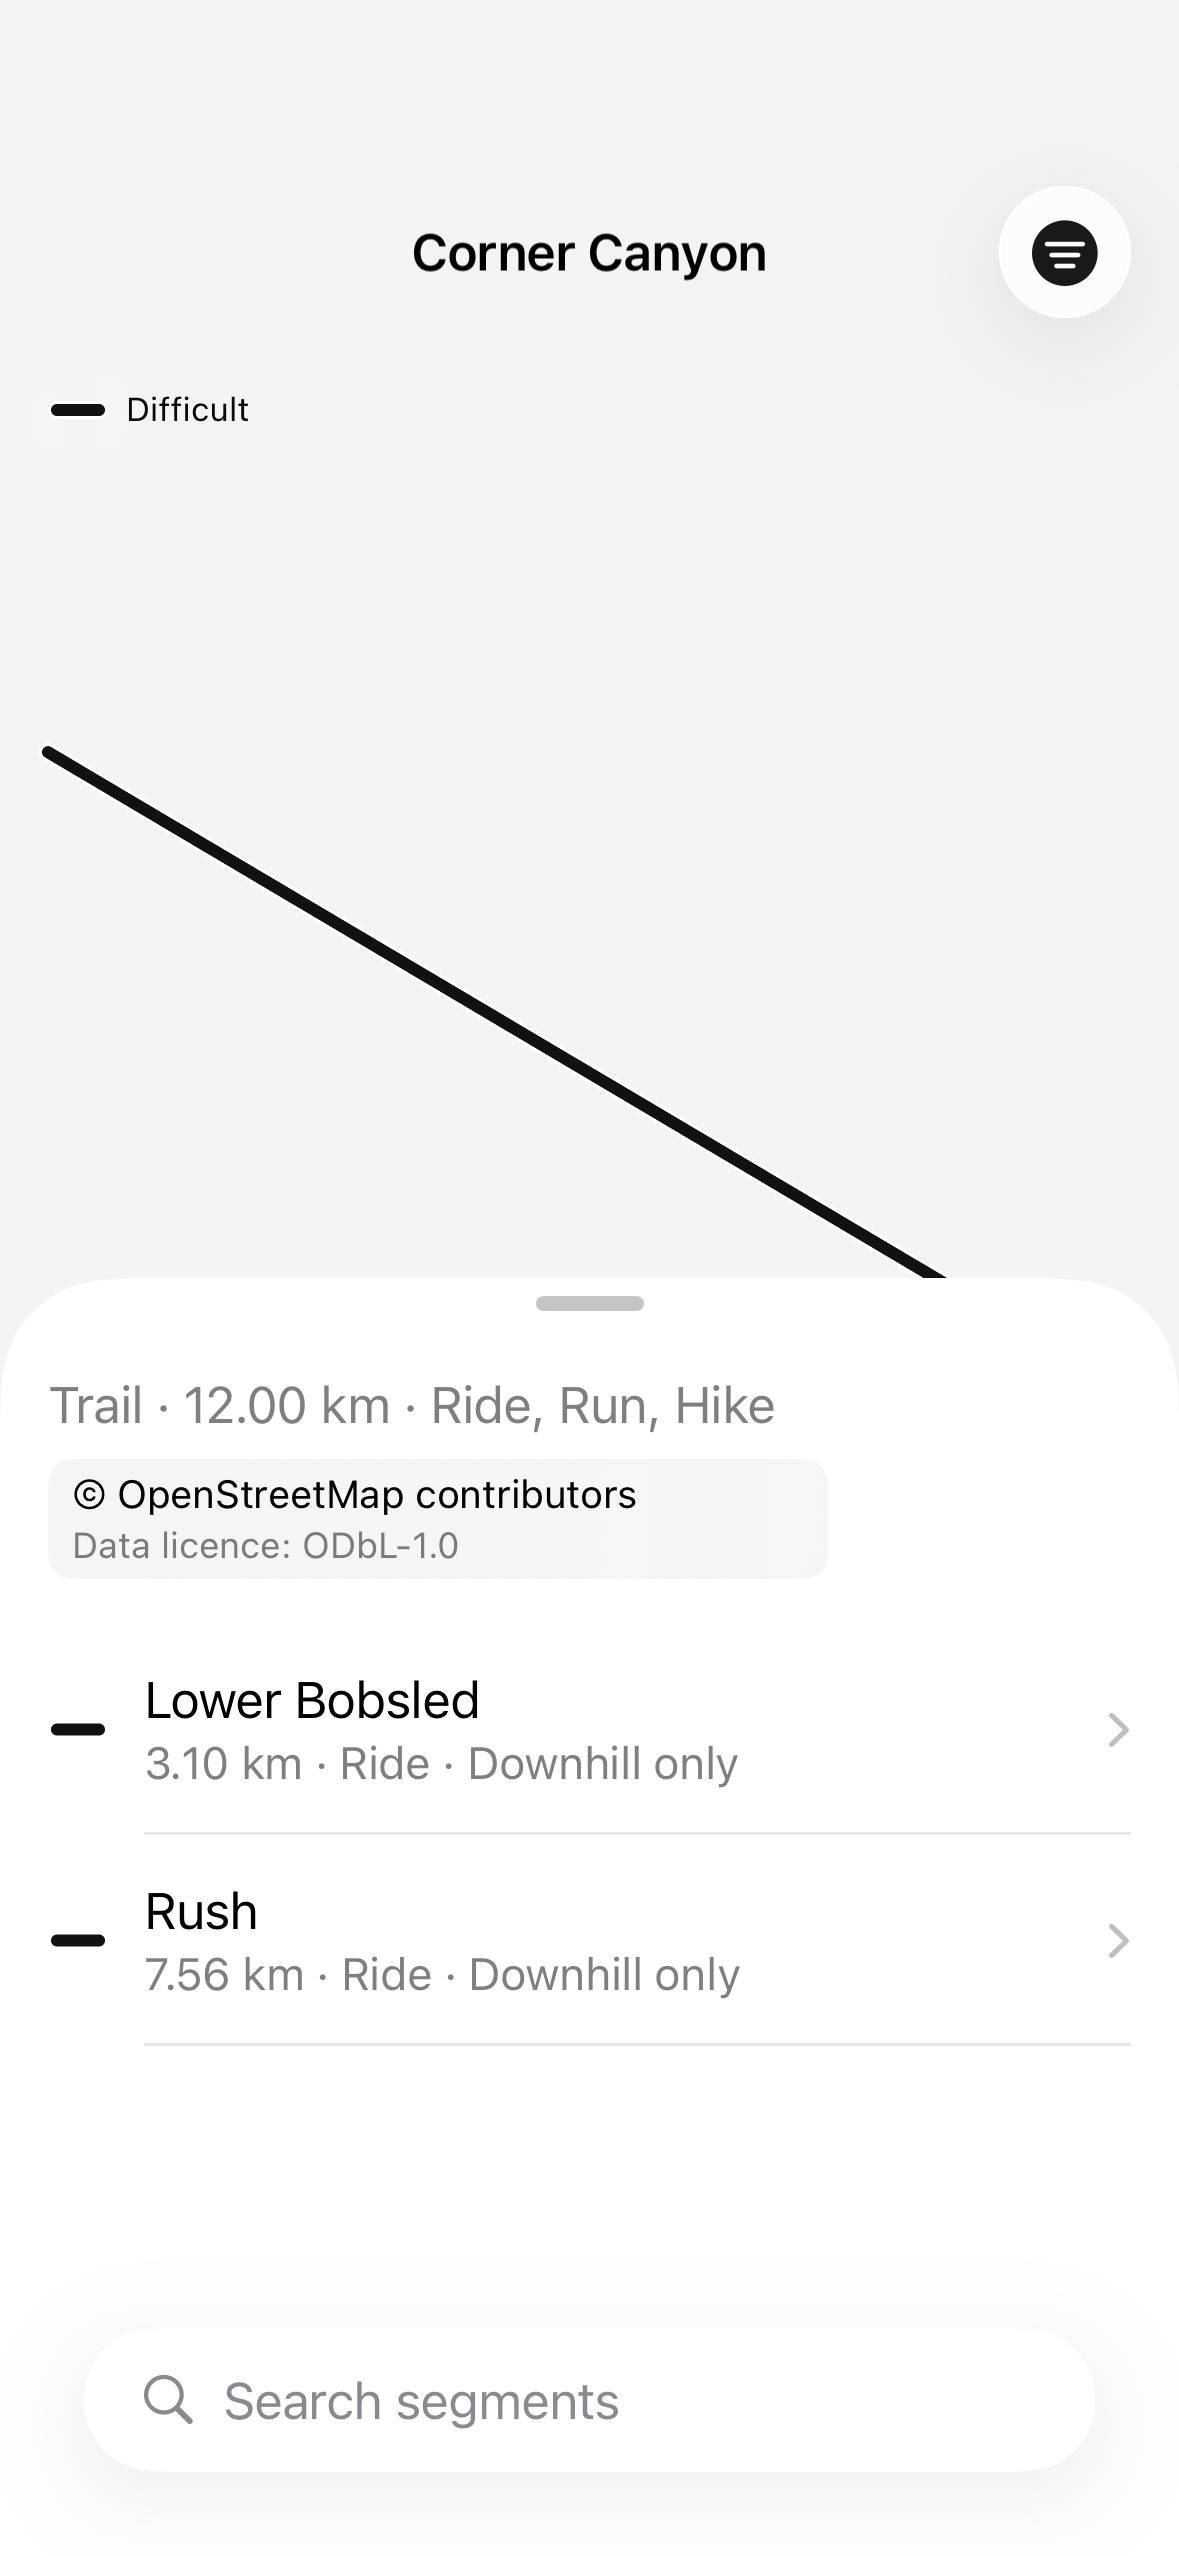 Corner Canyon
Difficult
Trail · 12.00 km · Ride, Run, Hike
© OpenStreetMap contributors
Data licence: ODbL-1.0
Lower Bobsled
3.10 km · Ride · Downhill only
Rush
7.56 km · Ride · Downhill only
Search segments